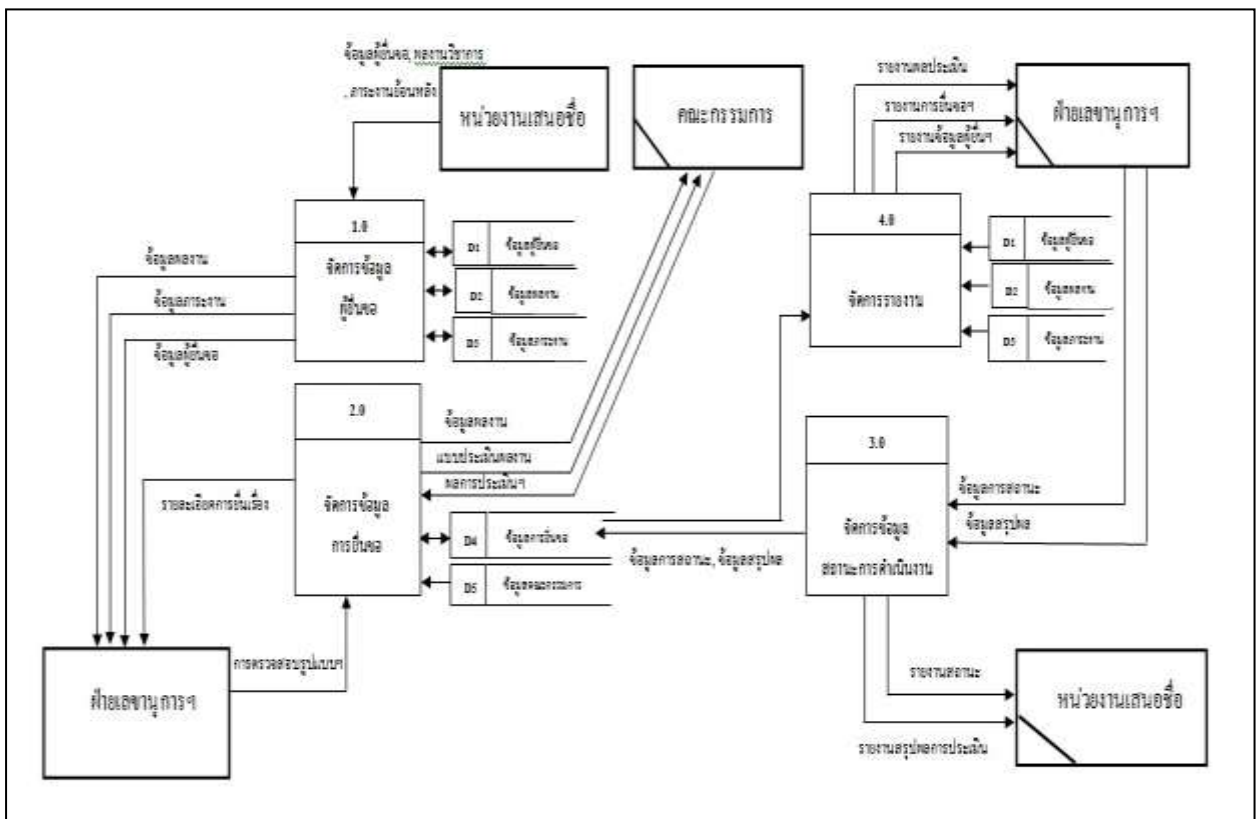 ข้อมูลผู้ยื่นขอ, ผลงานวิชาการ
, ภาระงานย้อนหลัง
หน่วยงานเสนอชื่อ
คณะกรรมการ
รายงานผลประเมิน
รายงานการยื่นขอฯ
รายงานข้อมูลผู้ยื่นฯ
ฝ่ายเลขานุการฯ
1.0
จัดการข้อมูล
ผู้ยื่นขอ
D1 ข้อมูลผู้ยื่นขอ
D2 ข้อมูลผลงาน
D3 ข้อมูลภาระงาน
ข้อมูลผลงาน
ข้อมูลภาระงาน
ข้อมูลผู้ยื่นขอ
4.0
จัดการรายงาน
D1 ข้อมูลผู้ยื่นขอ
D2 ข้อมูลผลงาน
D3 ข้อมูลภาระงาน
2.0
จัดการข้อมูล
การยื่นขอ
ข้อมูลผลงาน
แบบประเมินผลงาน
ผลการประเมินฯ
รายละเอียดการยื่นเรื่อง
D4 ข้อมูลการยื่นขอ
D5 ข้อมูลคณะกรรมการ
3.0
จัดการข้อมูล
สถานะการดำเนินงาน
ข้อมูลการสถานะ
ข้อมูลสรุปผล
ข้อมูลการสถานะ, ข้อมูลสรุปผล
ฝ่ายเลขานุการฯ
การตรวจสอบรูปแบบฯ
รายงานสถานะ
รายงานสรุปผลการประเมิน
หน่วยงานเสนอชื่อ